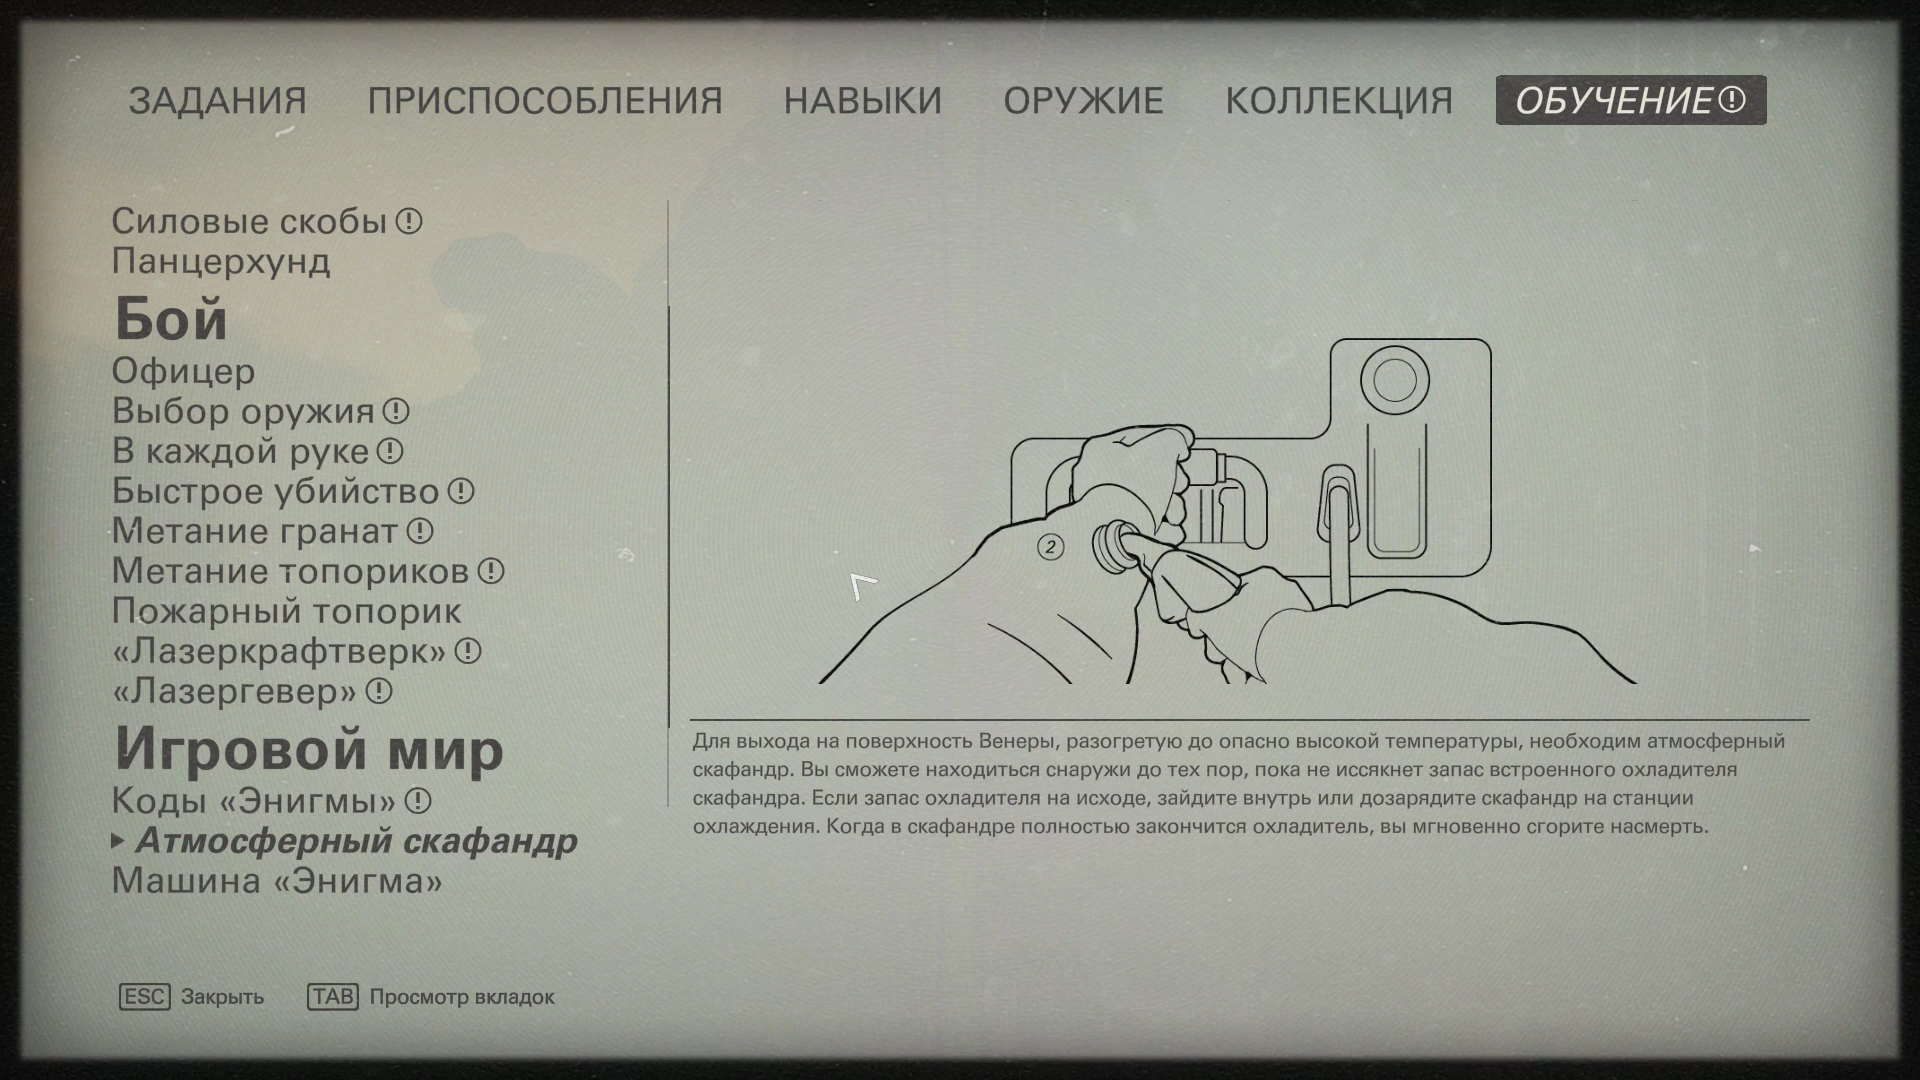 ЗАДАНИЯ ПРИСПОСОБЛЕНИЯ НАВЫКИ ОРУЖИЕ КОЛЛЕКЦИЯ ОБУЧЕНИЕ!
Силовые скобы!
Панцерхунд
Бой
Офицер
Выбор оружия!
В каждой руке!
Быстрое убийство!
Метание гранат!
Метание топориков!
Пожарный топорик
«Лазеркрафтверк»!
«Лазергевер»!
Игровой мир
Коды «Энигмы»!
Атмосферный скафандр
Машина «Энигма»
2
Для выхода на поверхность Венеры, разогретую до опасно высокой температуры, необходим атмосферный
скафандр. Вы сможете находиться снаружи до тех пор, пока не иссякнет запас встроенного охладителя
скафандра. Если запас охладителя на исходе, зайдите внутрь или дозарядите скафандр на станции
охлаждения. Когда в скафандре полностью закончится охладитель, вы мгновенно сгорите насмерть.
ESC Закрыть TAB Просмотр вкладок